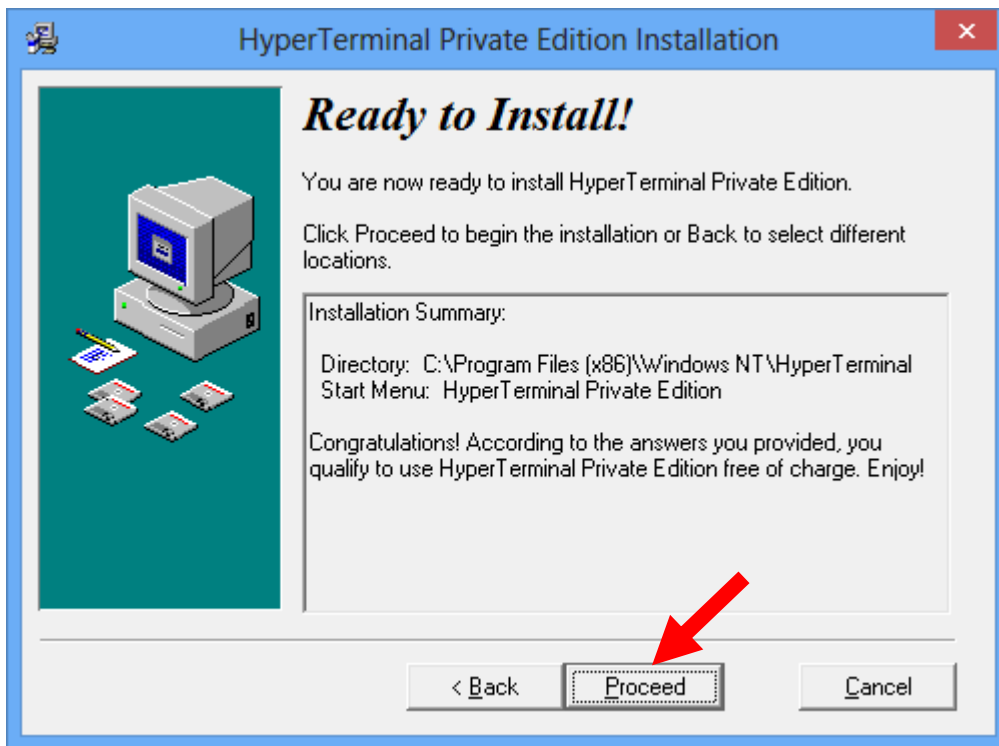 HyperTerminal Private Edition Installation
Ready to Install!
You are now ready to install HyperTerminal Private Edition.
Click Proceed to begin the installation or Back to select different
locations.
Installation Summary:
Directory: C:\Program Files (x86)\Windows NT\HyperTerminal
Start Menu: HyperTerminal Private Edition
Congratulations! According to the answers you provided, you
qualify to use HyperTerminal Private Edition free of charge. Enjoy!
< Back
Proceed
Cancel